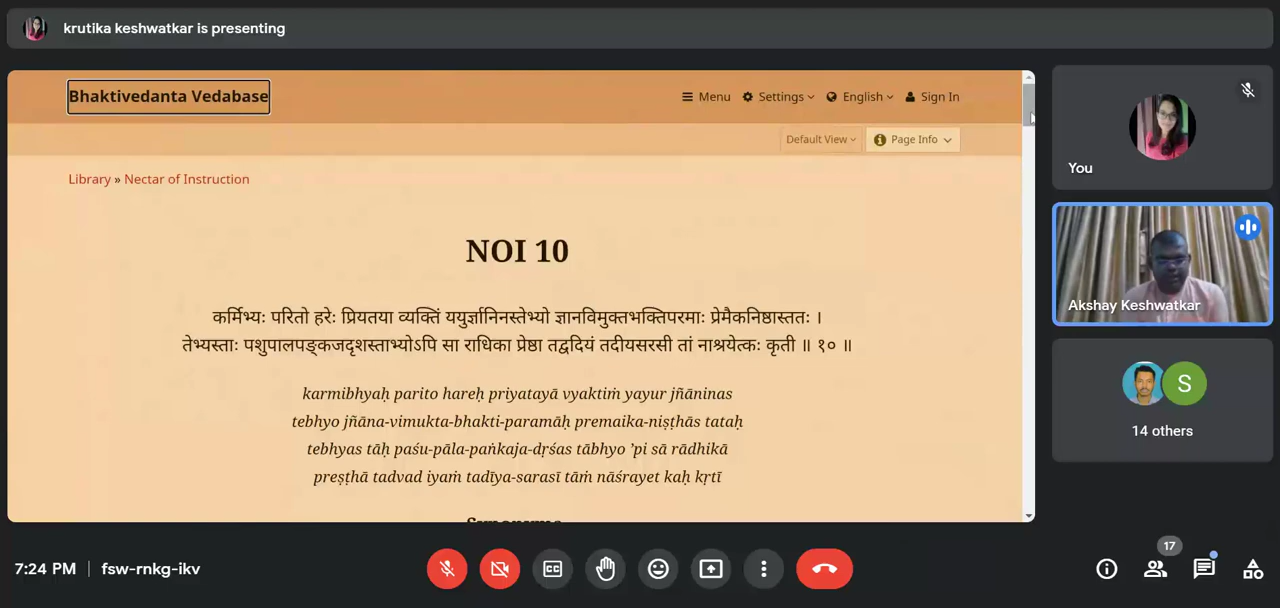 krutika keshwatkar is presenting
Bhaktivedanta Vedabase
Menu Settings English Sign In
Default View Page Info
Library » Nectar of Instruction
NOI 10
कर्मिभ्यः परितो हरेः प्रियतया व्यक्तिं ययुर्ज्ञानिनस्तेभ्यो ज्ञानविमुक्तभक्तिपरमाः प्रेमैकनिष्ठास्ततः ।
तेभ्यस्ताः पशुपालपङ्कजदृशस्ताभ्योऽपि सा राधिका प्रेष्ठा तद्वदियं तदीयसरसी तां नाश्रयेत्कः कृती ॥ १० ॥
karmibhyaḥ parito hareḥ priyatayā vyaktiṁ yayur jñāninas
tebhyo jñāna-vimukta-bhakti-paramāḥ premaika-niṣṭhās tataḥ
tebhyas tāḥ paśu-pāla-paṅkaja-dṛśas tābhyo ’pi sā rādhikā
preṣṭhā tadvad iyaṁ tadīya-sarasī tāṁ nāśrayet kaḥ kṛtī
You
Akshay Keshwatkar
S
14 others
7:24 PM | fsw-rnkg-ikv
CC
17